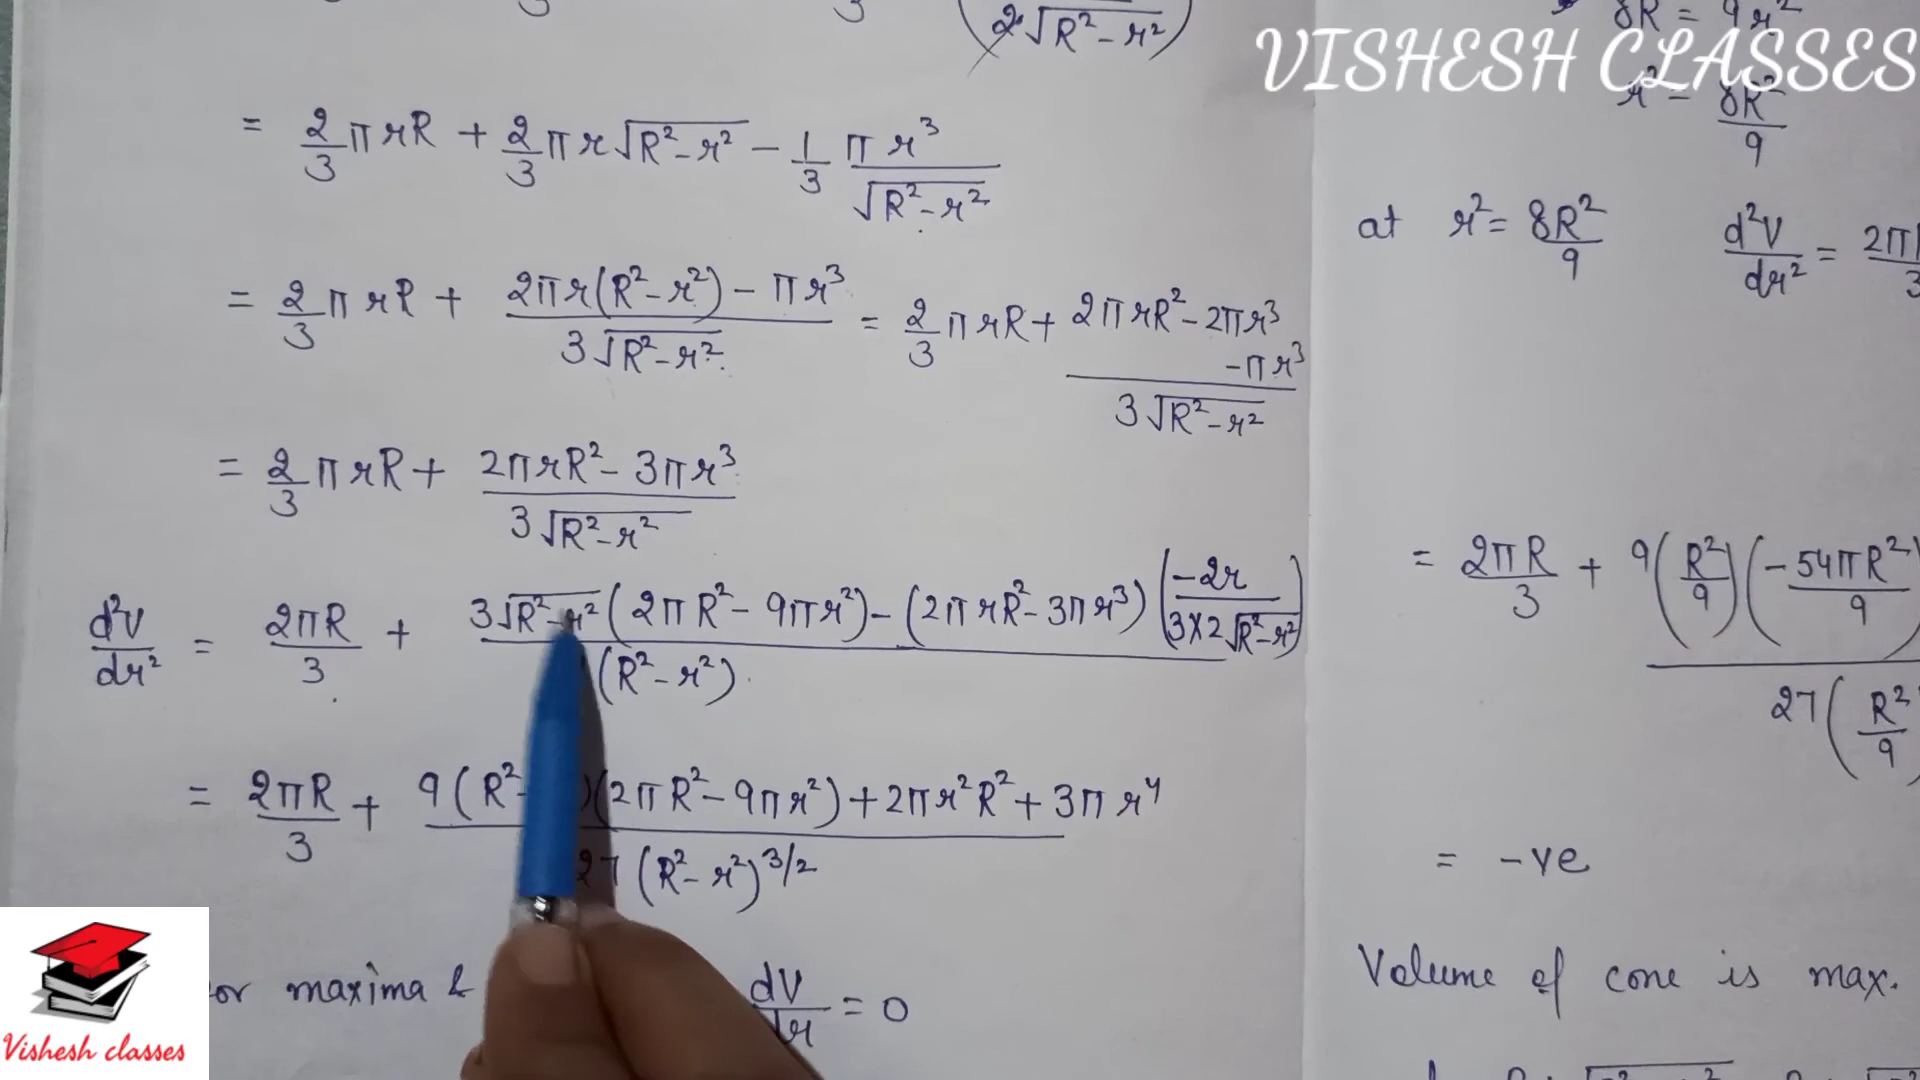 2√R²-r²
= 2/3 πrR + 2/3 πr√R²-r² - 1/3 πr³/√R²-r²
= 2/3 πrR + 2πr(R²-r²) - πr³ / 3√R²-r² = 2/3 πrR + 2πrR² - 2πr³ - πr³ / 3√R²-r²
= 2/3 πrR + 2πrR² - 3πr³ / 3√R²-r²
d²V/dr² = 2πR/3 + 3√R²-r² (2πR² - 9πr²) - (2πrR² - 3πr³) (-2r / 3×2√R²-r²) / (R²-r²)
= 2πR/3 + 9(R²- )(2πR² - 9πr²) + 2πr²R² + 3πr⁴ / 27 (R²-r²)^3/2
or maxima & dV/dr = 0
8R = 9r²
VISHESH CLASSES
r² = 8R²/9
at r² = 8R²/9 d²V/dr² = 2π /3
= 2πR/3 + 9(R²/9)(-54πR²/9) / 27(R²/9
= -ve
Volume of cone is max.
Vishesh classes